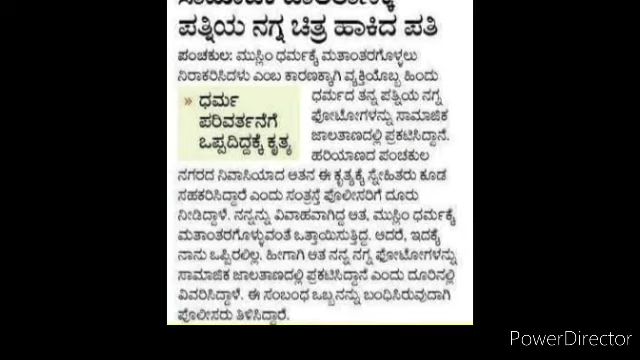 ಪತ್ನಿಯ ನಗ್ನ ಚಿತ್ರ ಹಾಕಿದ ಪತಿ
ಪಂಚಕುಲ: ಮುಸ್ಲಿಂ ಧರ್ಮಕ್ಕೆ ಮತಾಂತರಗೊಳ್ಳಲು
ನಿರಾಕರಿಸಿದಳು ಎಂಬ ಕಾರಣಕ್ಕಾಗಿ ವ್ಯಕ್ತಿಯೊಬ್ಬ ಹಿಂದು
ಧರ್ಮದ ತನ್ನ ಪತ್ನಿಯ ನಗ್ನ
» ಧರ್ಮ
ಪರಿವರ್ತನೆಗೆ
ಒಪ್ಪದಿದ್ದಕ್ಕೆ ಕೃತ್ಯ
ಫೋಟೋಗಳನ್ನು ಸಾಮಾಜಿಕ
ಜಾಲತಾಣದಲ್ಲಿ ಪ್ರಕಟಿಸಿದ್ದಾನೆ.
ಹರಿಯಾಣದ ಪಂಚಕುಲ
ನಗರದ ನಿವಾಸಿಯಾದ ಆತನ ಈ ಕೃತ್ಯಕ್ಕೆ ಸ್ನೇಹಿತರು ಕೂಡ
ಸಹಕರಿಸಿದ್ದಾರೆ ಎಂದು ಸಂತ್ರಸ್ತೆ ಪೊಲೀಸರಿಗೆ ದೂರು
ನೀಡಿದ್ದಾಳೆ. ನನ್ನನ್ನು ವಿವಾಹವಾಗಿದ್ದ ಆತ, ಮುಸ್ಲಿಂ ಧರ್ಮಕ್ಕೆ
ಮತಾಂತರಗೊಳ್ಳುವಂತೆ ಒತ್ತಾಯಿಸುತ್ತಿದ್ದ. ಆದರೆ, ಇದಕ್ಕೆ
ನಾನು ಒಪ್ಪಿರಲಿಲ್ಲ. ಹೀಗಾಗಿ ಆತ ನನ್ನ ನಗ್ನ ಫೋಟೋಗಳನ್ನು
ಸಾಮಾಜಿಕ ಜಾಲತಾಣದಲ್ಲಿ ಪ್ರಕಟಿಸಿದ್ದಾನೆ ಎಂದು ದೂರಿನಲ್ಲಿ
ವಿವರಿಸಿದ್ದಾಳೆ. ಈ ಸಂಬಂಧ ಒಬ್ಬನನ್ನು ಬಂಧಿಸಿರುವುದಾಗಿ
ಪೊಲೀಸರು ತಿಳಿಸಿದ್ದಾರೆ.
PowerDirector